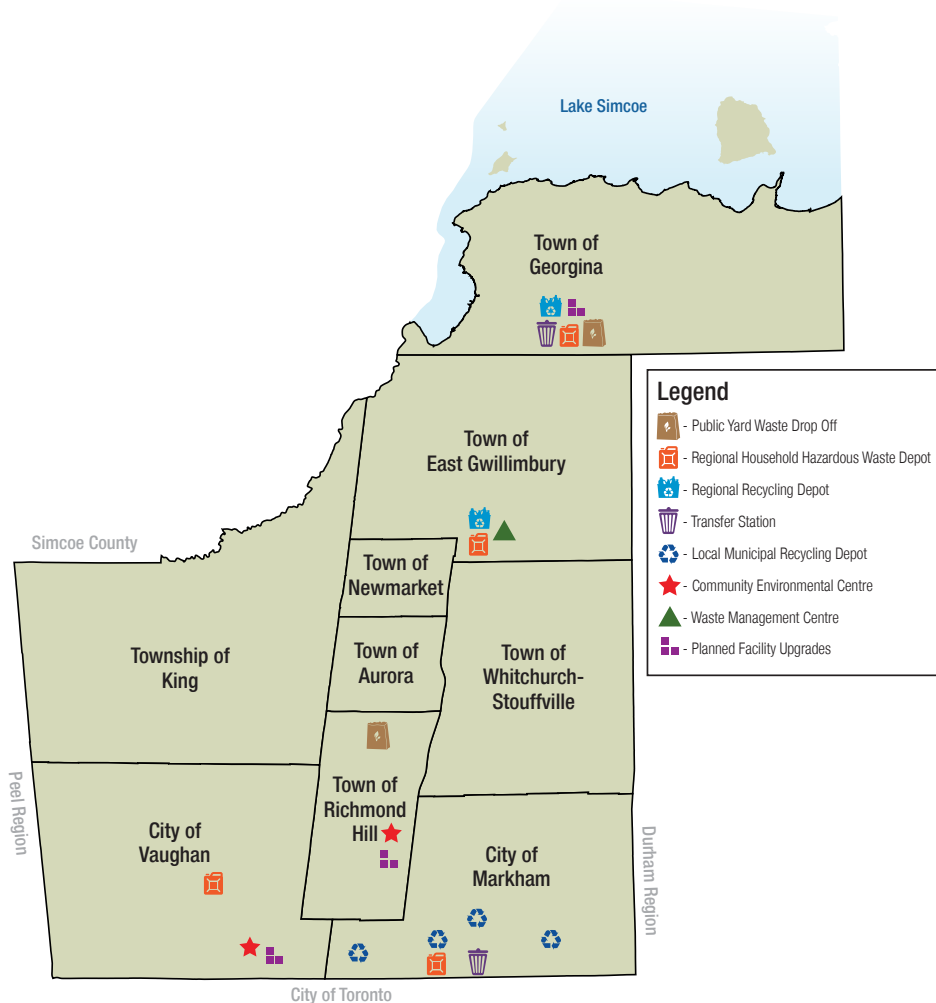 Lake Simcoe
Town of
Georgina
Legend
- Public Yard Waste Drop Off
- Regional Household Hazardous Waste Depot
- Regional Recycling Depot
- Transfer Station
- Local Municipal Recycling Depot
- Community Environmental Centre
- Waste Management Centre
- Planned Facility Upgrades
Town of
East Gwillimbury
Simcoe County
Town of
Newmarket
Township of
King
Town of
Aurora
Town of
Whitchurch-
Stouffville
Peel Region
City of
Vaughan
Town of
Richmond
Hill
City of
Markham
Durham Region
City of Toronto